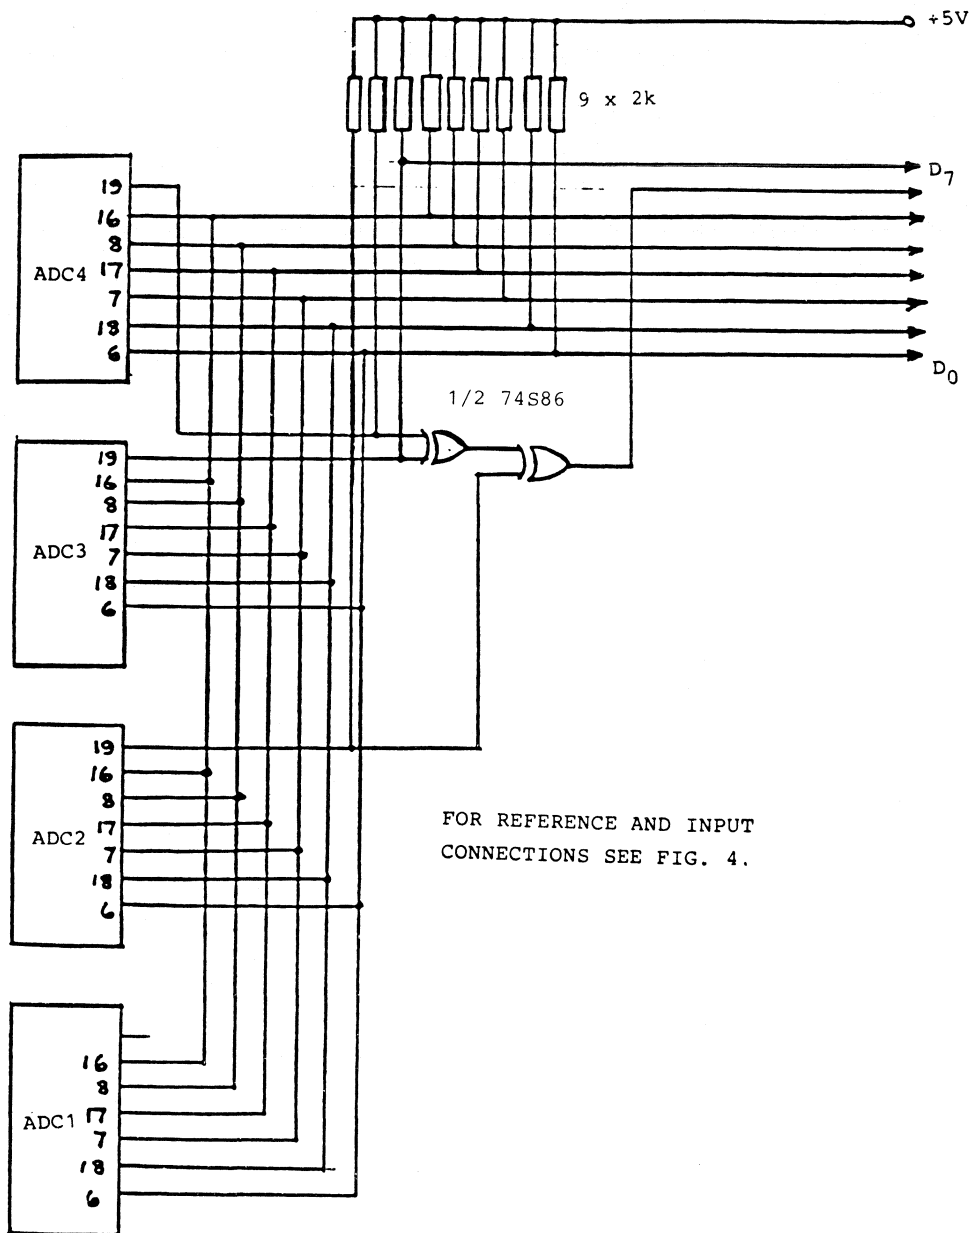 +5V
9 x 2k
D7
19
16
8
ADC4
17
7
18
6
D0
1/2 74S86
19
16
8
17
ADC3
7
18
6
19
16
8
17
ADC2
7
18
6
FOR REFERENCE AND INPUT
CONNECTIONS SEE FIG. 4.
16
8
17
ADC1
7
18
6